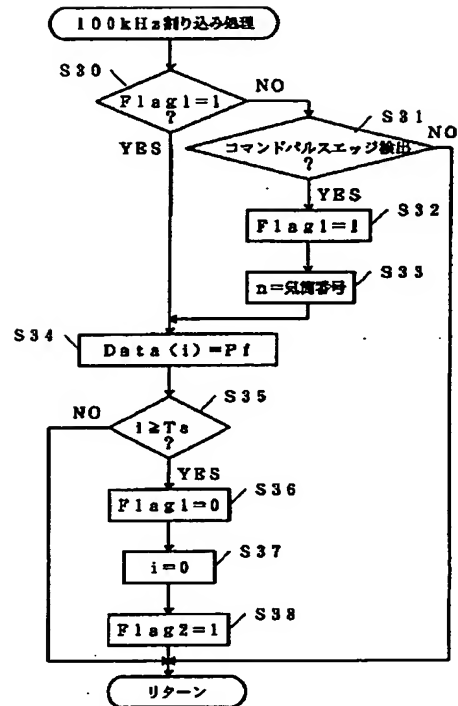 100kHz割り込み処理
S30
Flag1=1
?
NO
YES
S31
コマンドパルスエッジ検出
?
NO
YES
S32
Flag1=1
S33
n=気筒番号
S34
Data(i)=Pf
S35
i≧Ts
?
NO
YES
S36
Flag1=0
S37
i=0
S38
Flag2=1
リターン